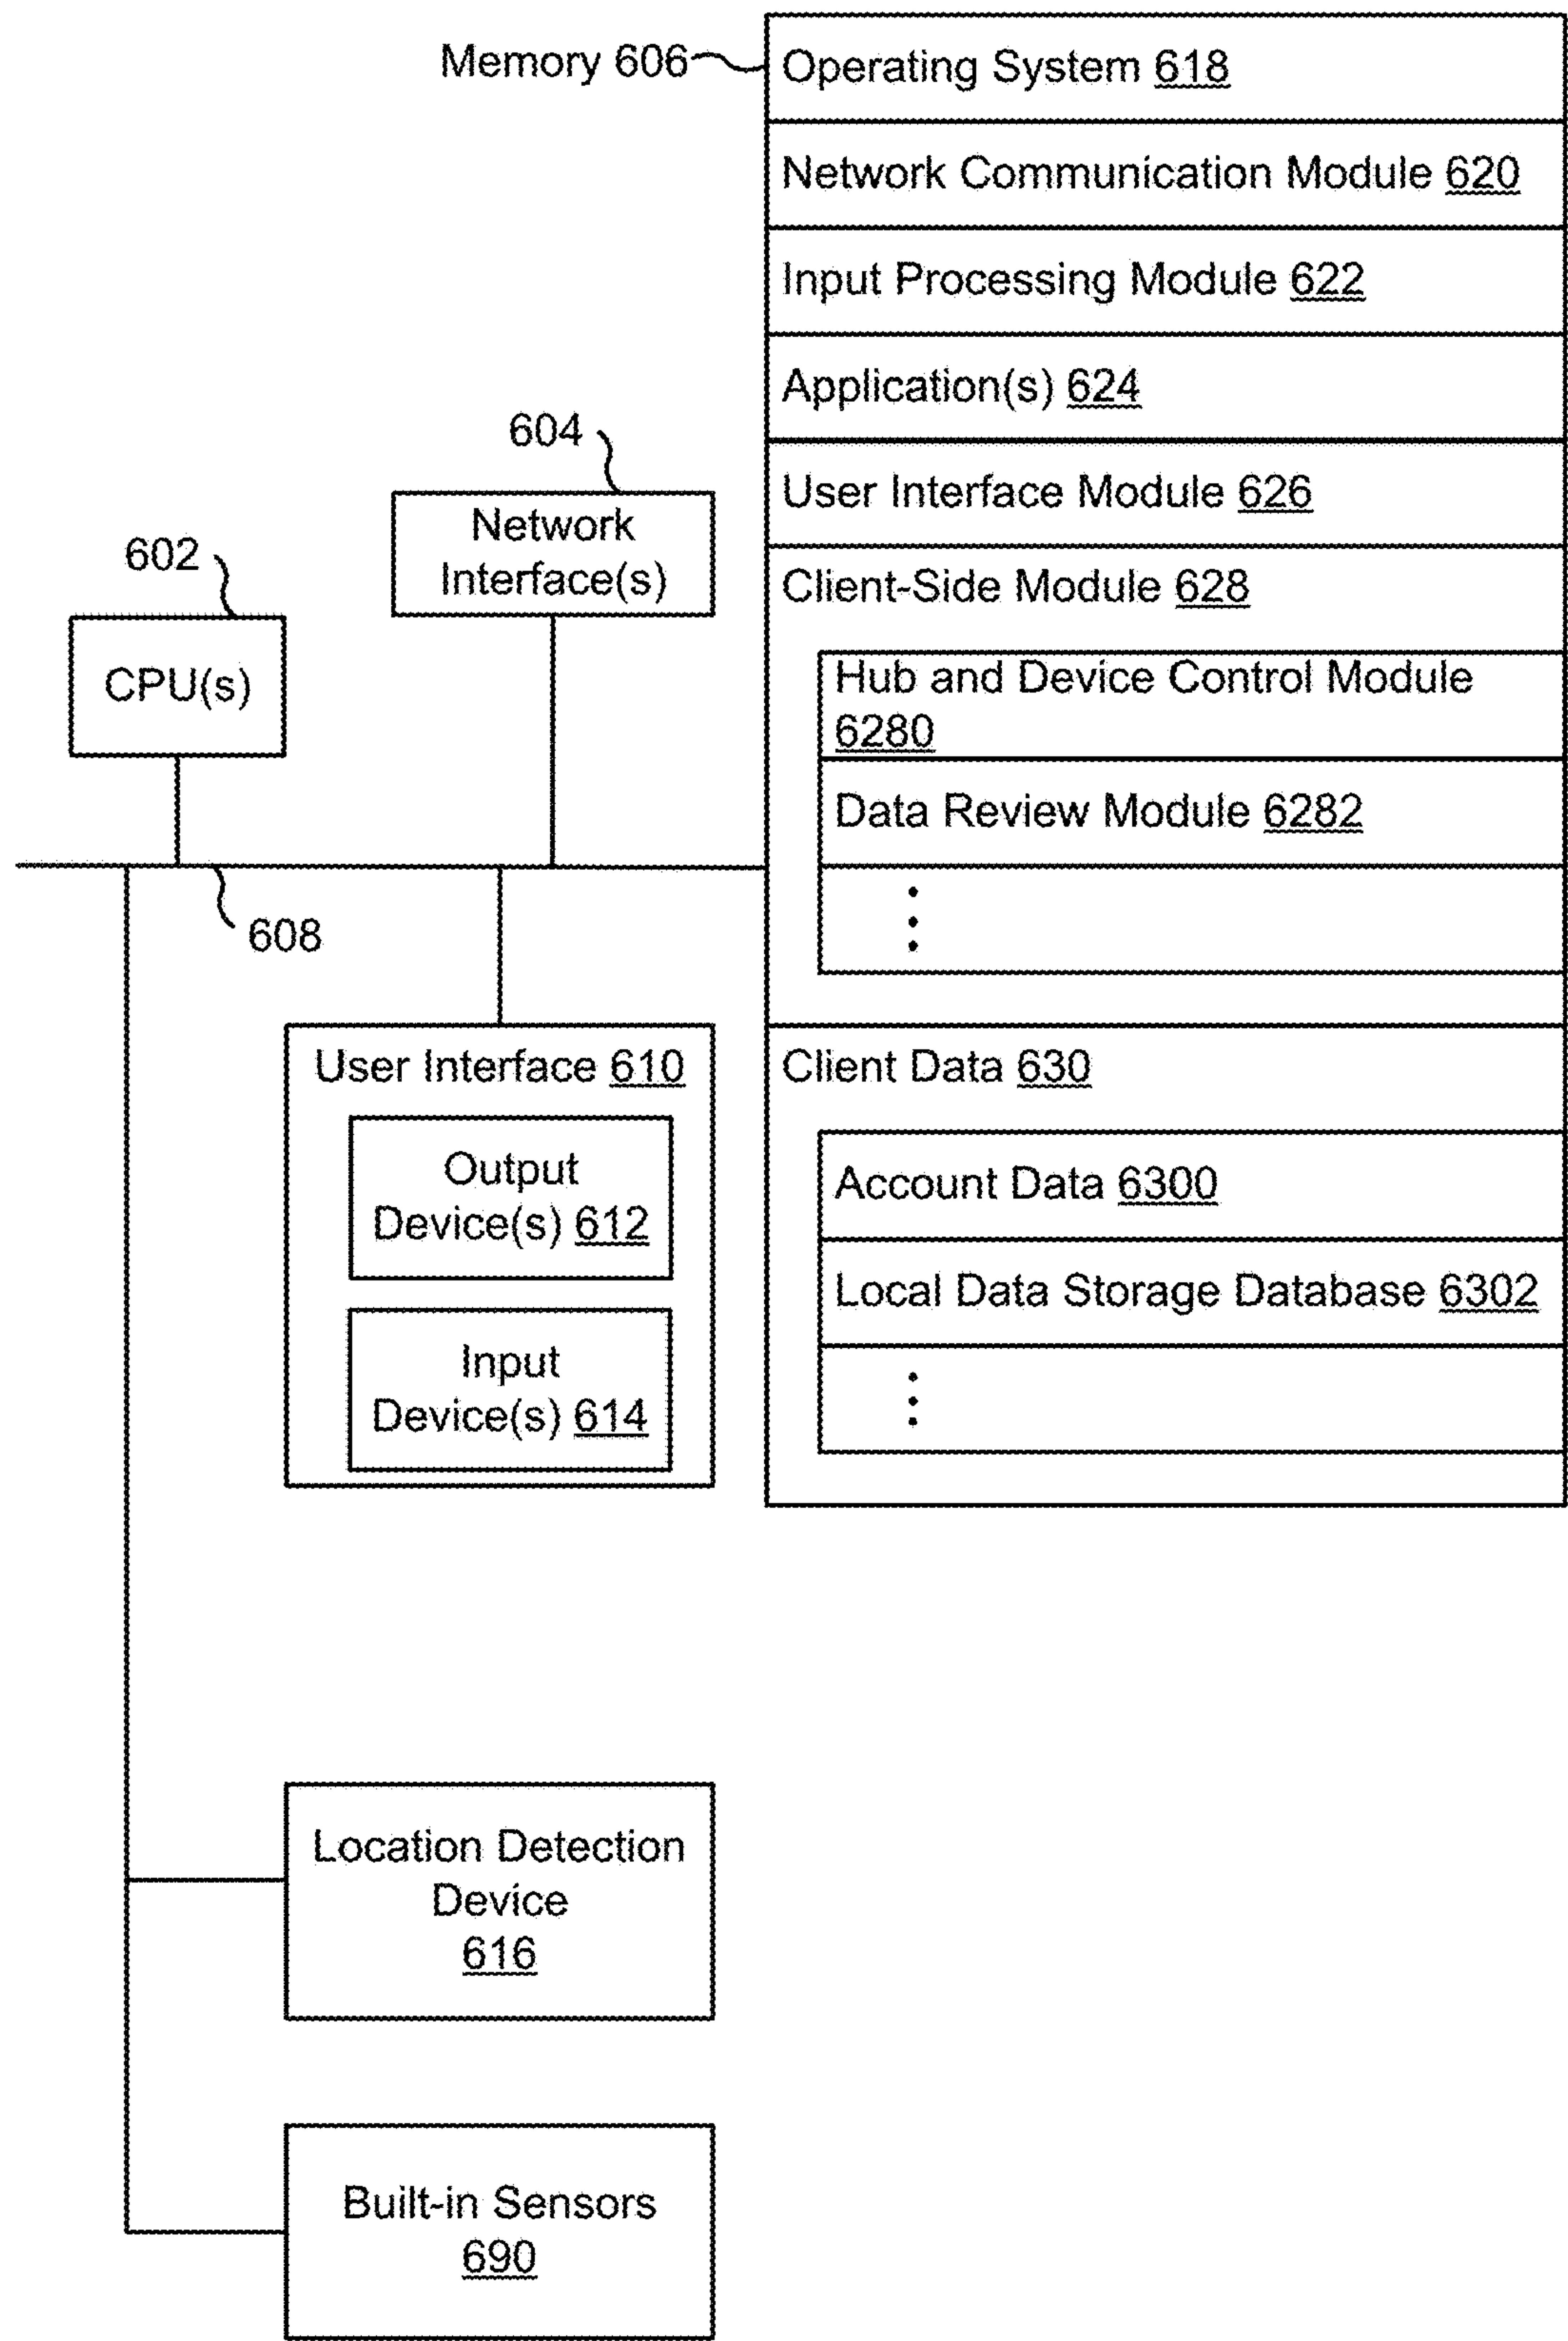 Memory 606
Operating System 618
Network Communication Module 620
Input Processing Module 622
Application(s) 624
User Interface Module 626
Client-Side Module 628
Hub and Device Control Module
6280
Data Review Module 6282
Client Data 630
Account Data 6300
Local Data Storage Database 6302
604
Network
Interface(s)
602
CPU(s)
608
User Interface 610
Output
Device(s) 612
Input
Device(s) 614
Location Detection
Device
616
Built-in Sensors
690